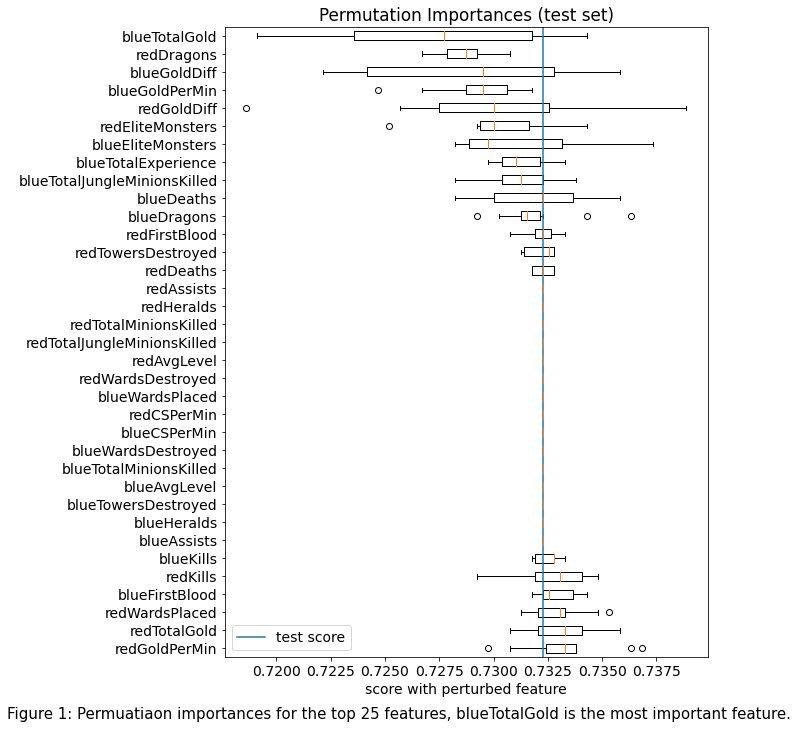 Permutation Importances (test set)
blueTotalGold
redDragons
blueGoldDiff
blueGoldPerMin
redGoldDiff
redEliteMonsters
blueEliteMonsters
blueTotalExperience
blueTotalJungleMinionsKilled
blueDeaths
blueDragons
redFirstBlood
redTowersDestroyed
redDeaths
redAssists
redHeralds
redTotalMinionsKilled
redTotalJungleMinionsKilled
redAvgLevel
redWardsDestroyed
blueWardsPlaced
redCSPerMin
blueCSPerMin
blueWardsDestroyed
blueTotalMinionsKilled
blueAvgLevel
blueTowersDestroyed
blueHeralds
blueAssists
blueKills
redKills
blueFirstBlood
redWardsPlaced
redTotalGold
redGoldPerMin
test score
0.7200 0.7225 0.7250 0.7275 0.7300 0.7325 0.7350 0.7375
score with perturbed feature
Figure 1: Permuatiaon importances for the top 25 features, blueTotalGold is the most important feature.